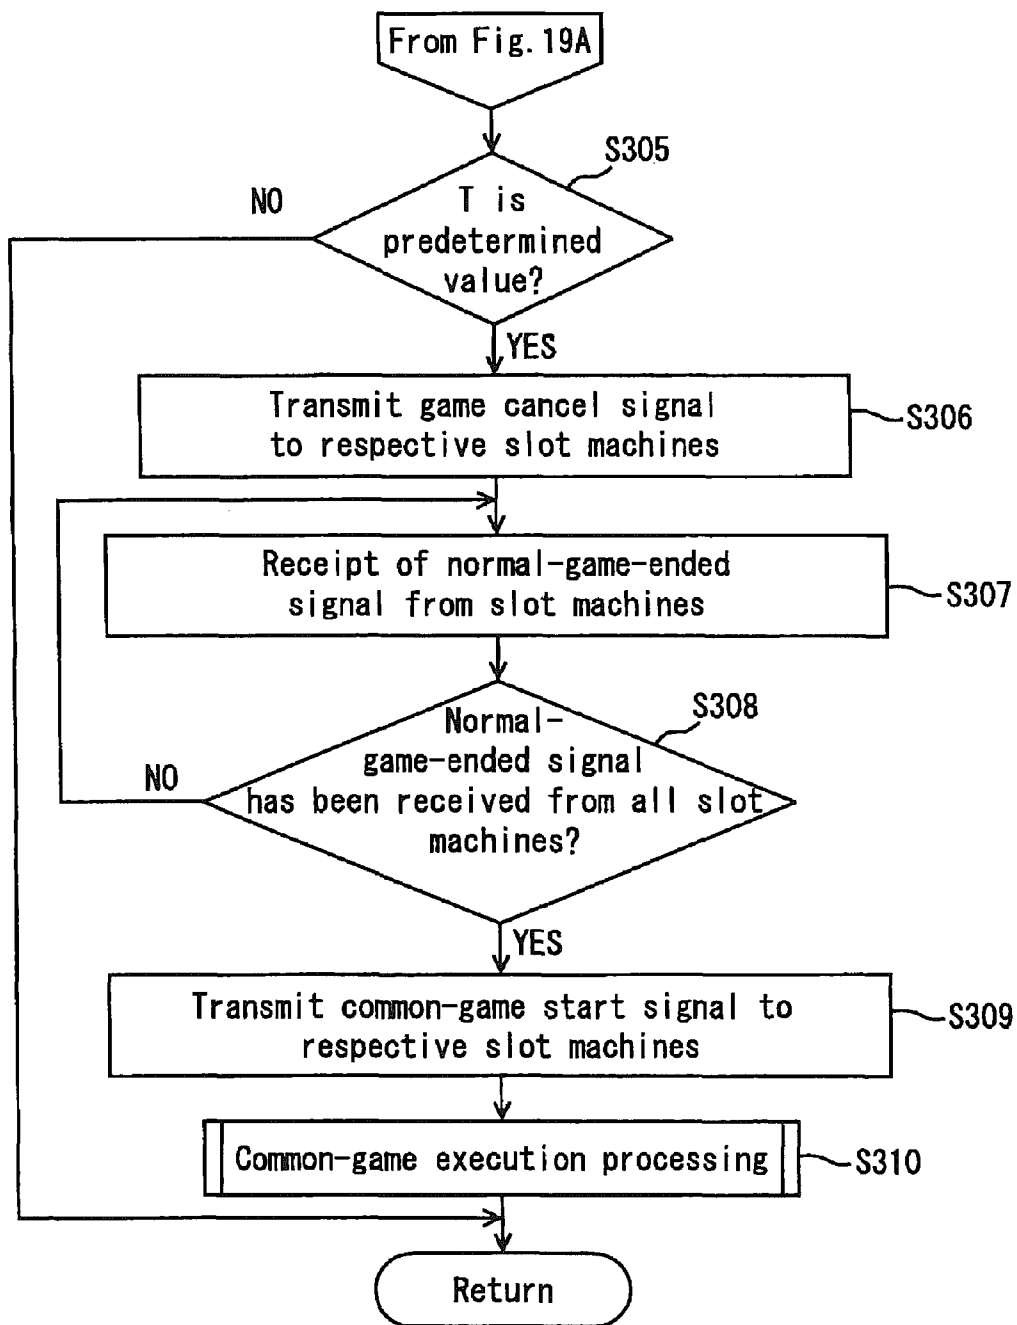 From Fig. 19A
S305
NO
T is
predetermined
value?
YES
Transmit game cancel signal
to respective slot machines
S306
Receipt of normal-game-ended
signal from slot machines
S307
S308
Normal-
game-ended signal
has been received from all slot
machines?
NO
YES
Transmit common-game start signal to
respective slot machines
S309
Common-game execution processing
S310
Return